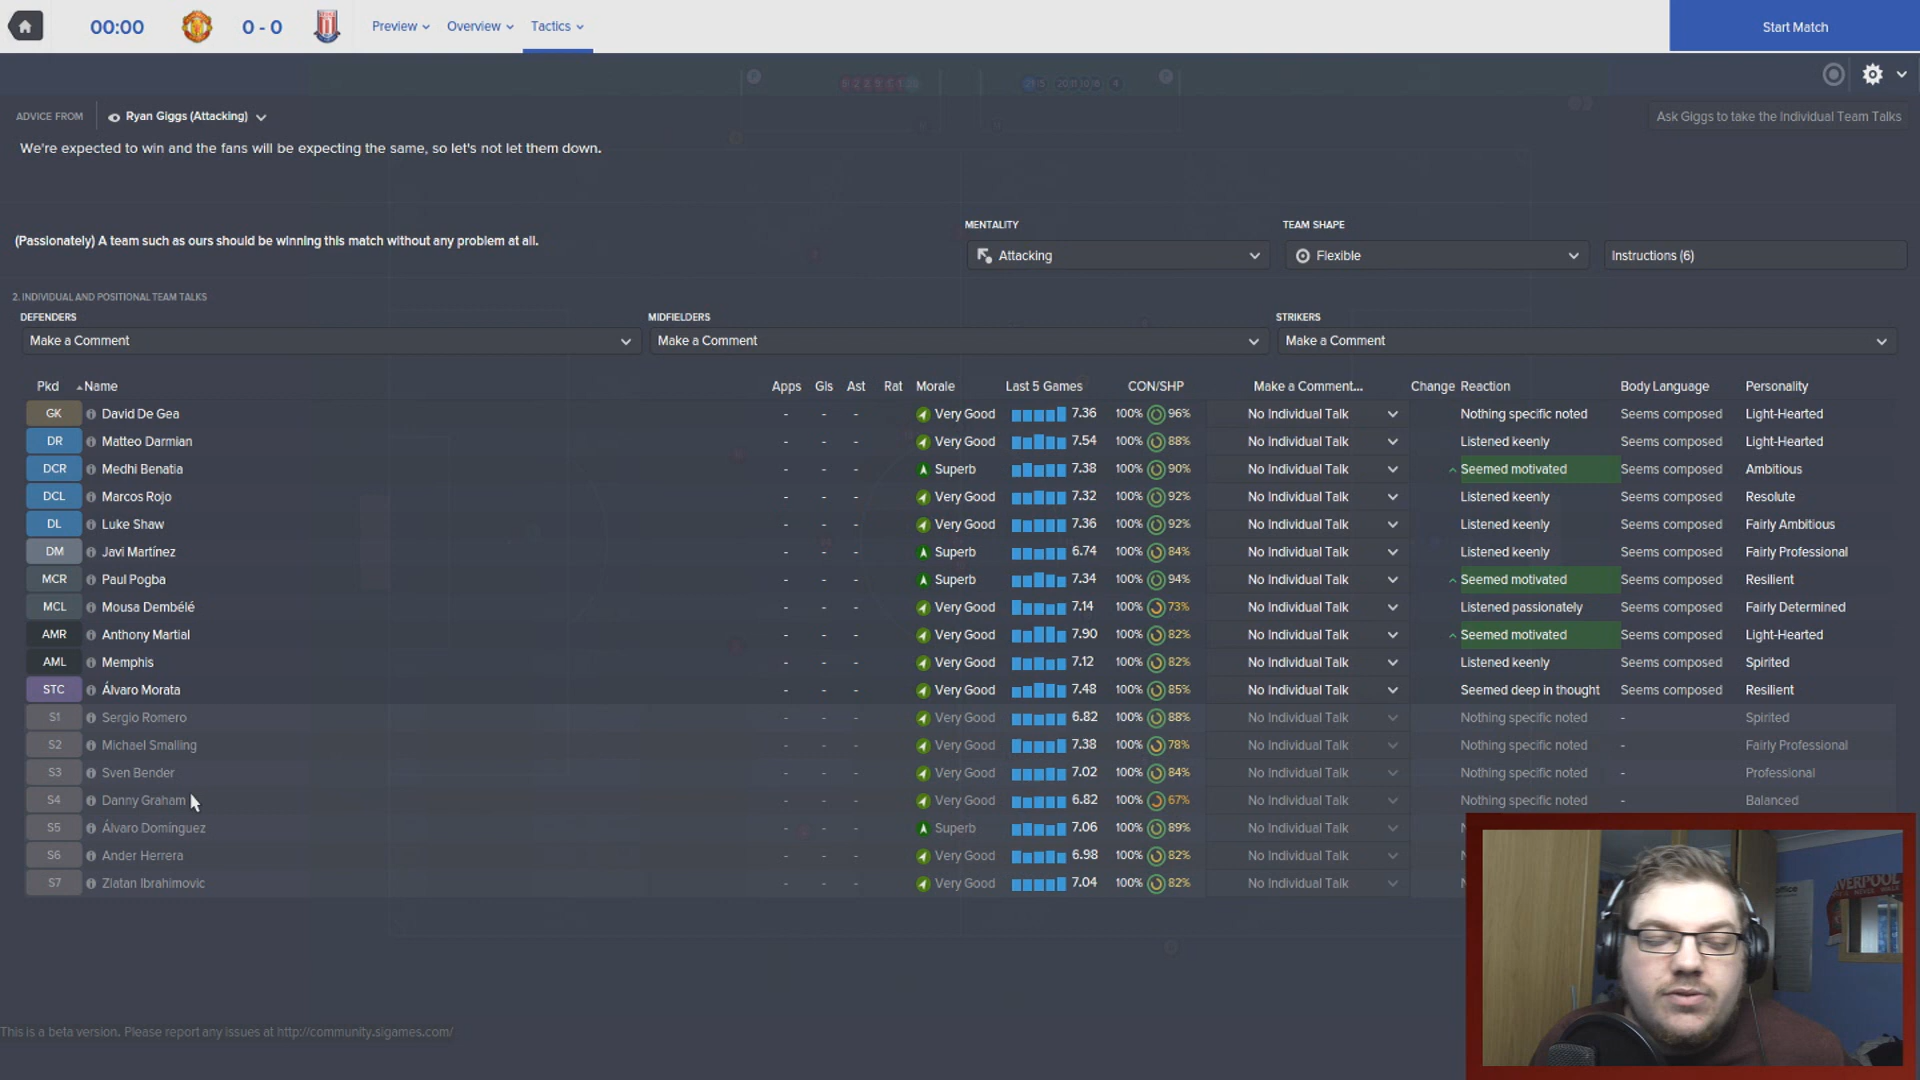 00:00 0 - 0 Preview Overview Tactics Start Match
ADVICE FROM Ryan Giggs (Attacking) Ask Giggs to take the Individual Team Talks
We're expected to win and the fans will be expecting the same, so let's not let them down.
MENTALITY TEAM SHAPE
(Passionately) A team such as ours should be winning this match without any problem at all.
Attacking Flexible Instructions (6)
2. INDIVIDUAL AND POSITIONAL TEAM TALKS
DEFENDERS MIDFIELDERS STRIKERS
Make a Comment Make a Comment Make a Comment
Pkd Name Apps Gls Ast Rat Morale Last 5 Games CON/SHP Make a Comment... Change Reaction Body Language Personality
GK David De Gea - - - Very Good 7.36 100% 96% No Individual Talk Nothing specific noted Seems composed Light-Hearted
DR Matteo Darmian - - - Very Good 7.54 100% 88% No Individual Talk Listened keenly Seems composed Light-Hearted
DCR Medhi Benatia - - - Superb 7.38 100% 90% No Individual Talk Seemed motivated Seems composed Ambitious
DCL Marcos Rojo - - - Very Good 7.32 100% 92% No Individual Talk Listened keenly Seems composed Resolute
DL Luke Shaw - - - Very Good 7.36 100% 92% No Individual Talk Listened keenly Seems composed Fairly Ambitious
DM Javi Martínez - - - Superb 6.74 100% 84% No Individual Talk Listened keenly Seems composed Fairly Professional
MCR Paul Pogba - - - Superb 7.34 100% 94% No Individual Talk Seemed motivated Seems composed Resilient
MCL Mousa Dembélé - - - Very Good 7.14 100% 73% No Individual Talk Listened passionately Seems composed Fairly Determined
AMR Anthony Martial - - - Very Good 7.90 100% 82% No Individual Talk Seemed motivated Seems composed Light-Hearted
AML Memphis - - - Very Good 7.12 100% 82% No Individual Talk Listened keenly Seems composed Spirited
STC Álvaro Morata - - - Very Good 7.48 100% 85% No Individual Talk Seemed deep in thought Seems composed Resilient
S1 Sergio Romero - - - Very Good 6.82 100% 88% No Individual Talk Nothing specific noted - Spirited
S2 Michael Smalling - - - Very Good 7.38 100% 78% No Individual Talk Nothing specific noted - Fairly Professional
S3 Sven Bender - - - Very Good 7.02 100% 84% No Individual Talk Nothing specific noted - Professional
S4 Danny Graham - - - Very Good 6.82 100% 67% No Individual Talk Nothing specific noted - Balanced
S5 Álvaro Domínguez - - - Superb 7.06 100% 89% No Individual Talk
S6 Ander Herrera - - - Very Good 6.98 100% 82% No Individual Talk
S7 Zlatan Ibrahimovic - - - Very Good 7.04 100% 82% No Individual Talk
LIVERPOOL
This is a beta version. Please report any issues at http://community.sigames.com/